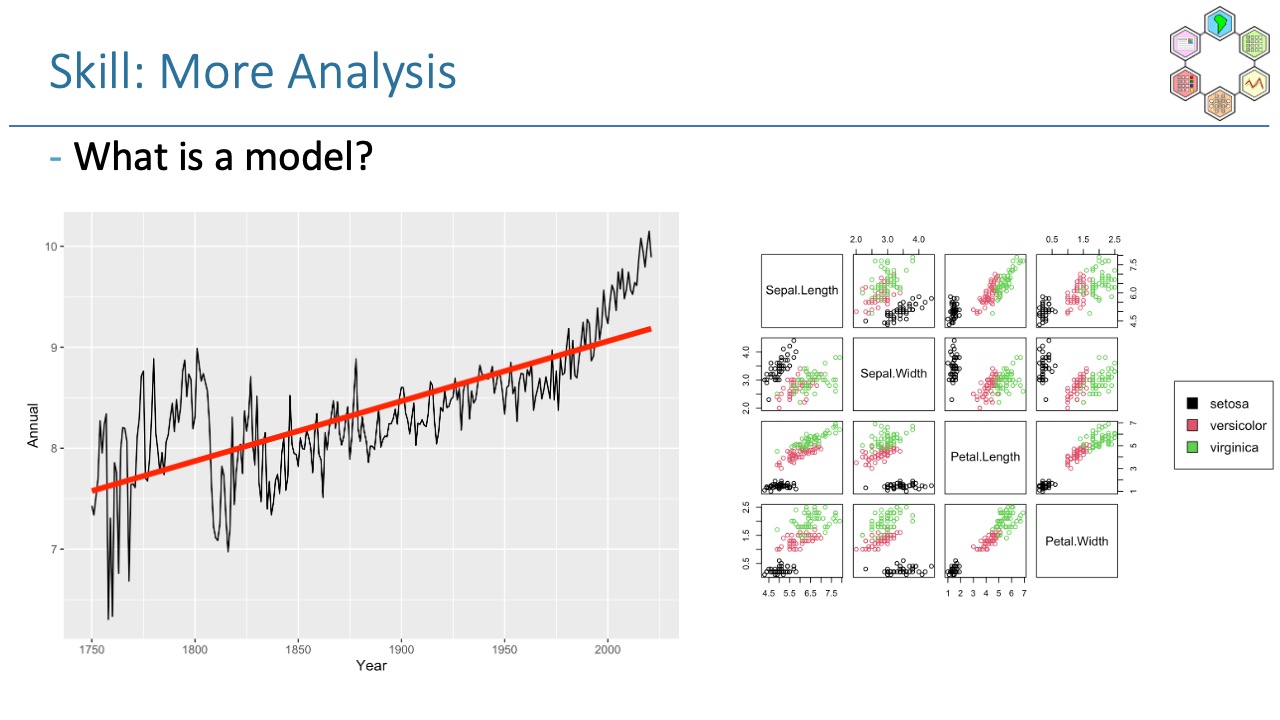 Skill: More Analysis
- What is a model?
10
9
8
7
Annual
1750 1800 1850 1900 1950 2000
Year
2.0 3.0 4.0
0.5 1.5 2.5
Sepal.Length
4.5 6.0 7.5
2.0 3.0 4.0
Sepal.Width
Petal.Length
1 3 5 7
0.5 1.5 2.5
Petal.Width
4.5 5.5 6.5 7.5
1 2 3 4 5 6 7
setosa
versicolor
virginica